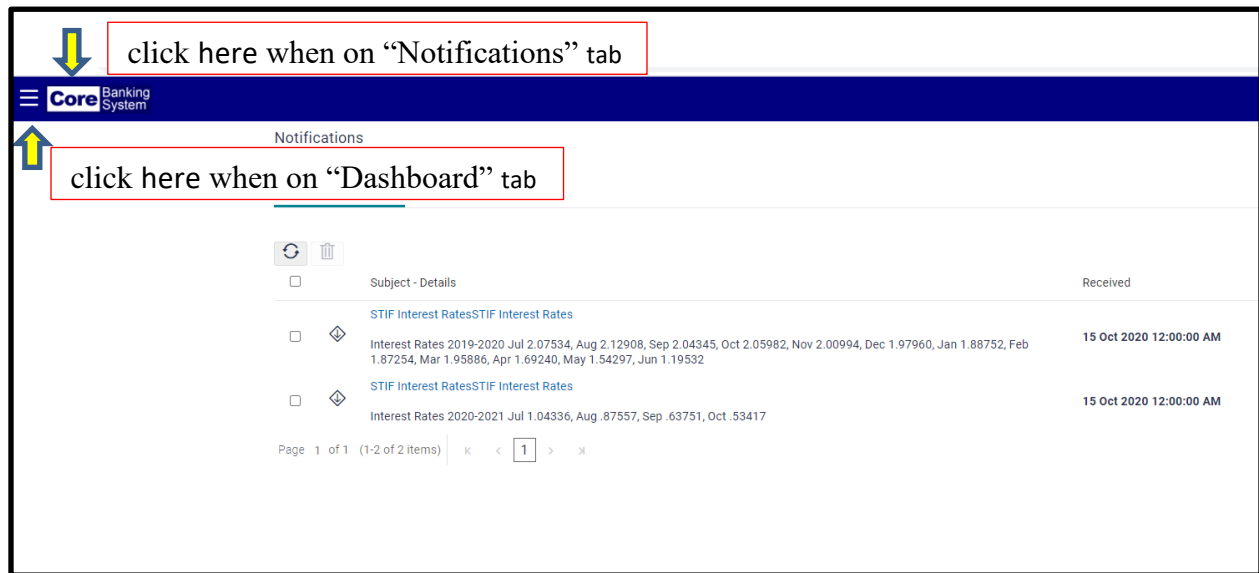 click here when on “Notifications” tab
Core Banking System
Notifications
click here when on “Dashboard” tab
Subject - Details
Received
STIF Interest RatesSTIF Interest Rates
Interest Rates 2019-2020 Jul 2.07534, Aug 2.12908, Sep 2.04345, Oct 2.05982, Nov 2.00994, Dec 1.97960, Jan 1.88752, Feb
15 Oct 2020 12:00:00 AM
1.87254, Mar 1.95886, Apr 1.69240, May 1.54297, Jun 1.19532
STIF Interest RatesSTIF Interest Rates
15 Oct 2020 12:00:00 AM
Interest Rates 2020-2021 Jul 1.04336, Aug .87557, Sep .63751, Oct .53417
Page 1 of 1 (1-2 of 2 items) K < 1 > K